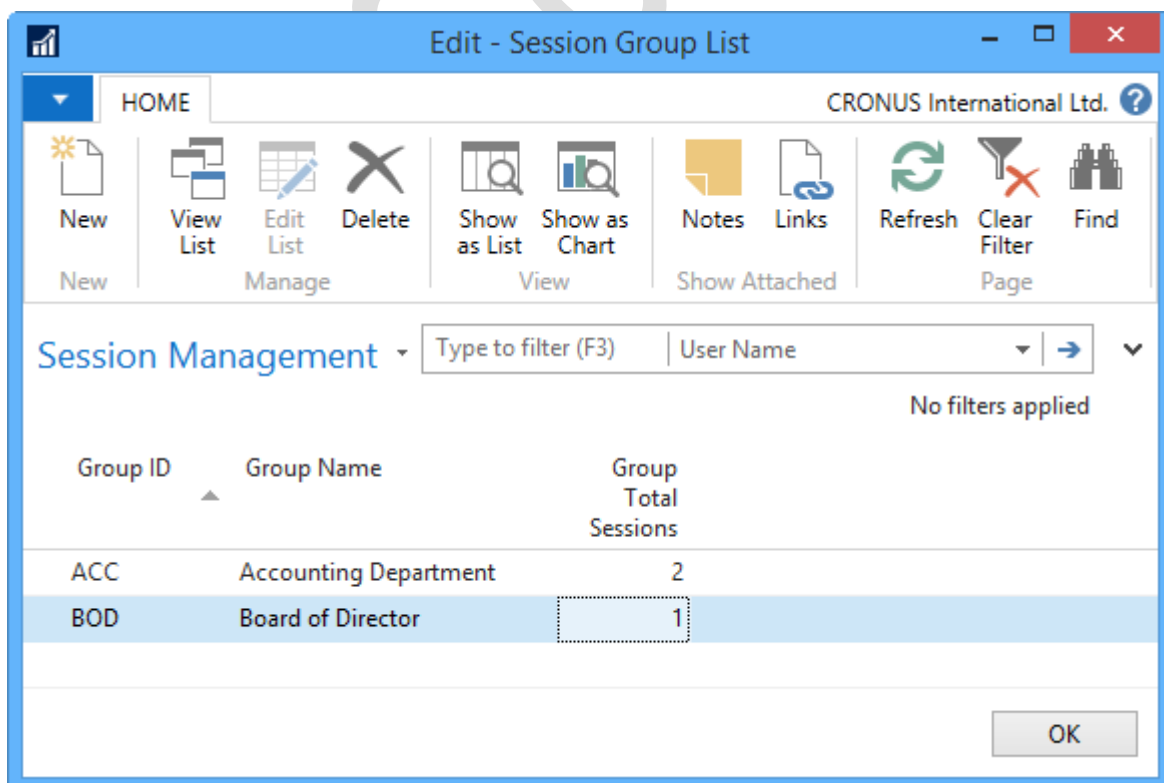 Edit - Session Group List
HOME
CRONUS International Ltd.
New
View List
Edit List
Delete
Show as List
Show as Chart
Notes
Links
Refresh
Clear Filter
Find
New
Manage
View
Show Attached
Page
Session Management
Type to filter (F3)
User Name
No filters applied
Group ID
Group Name
Group Total Sessions
ACC Accounting Department 2
BOD Board of Director 1
OK